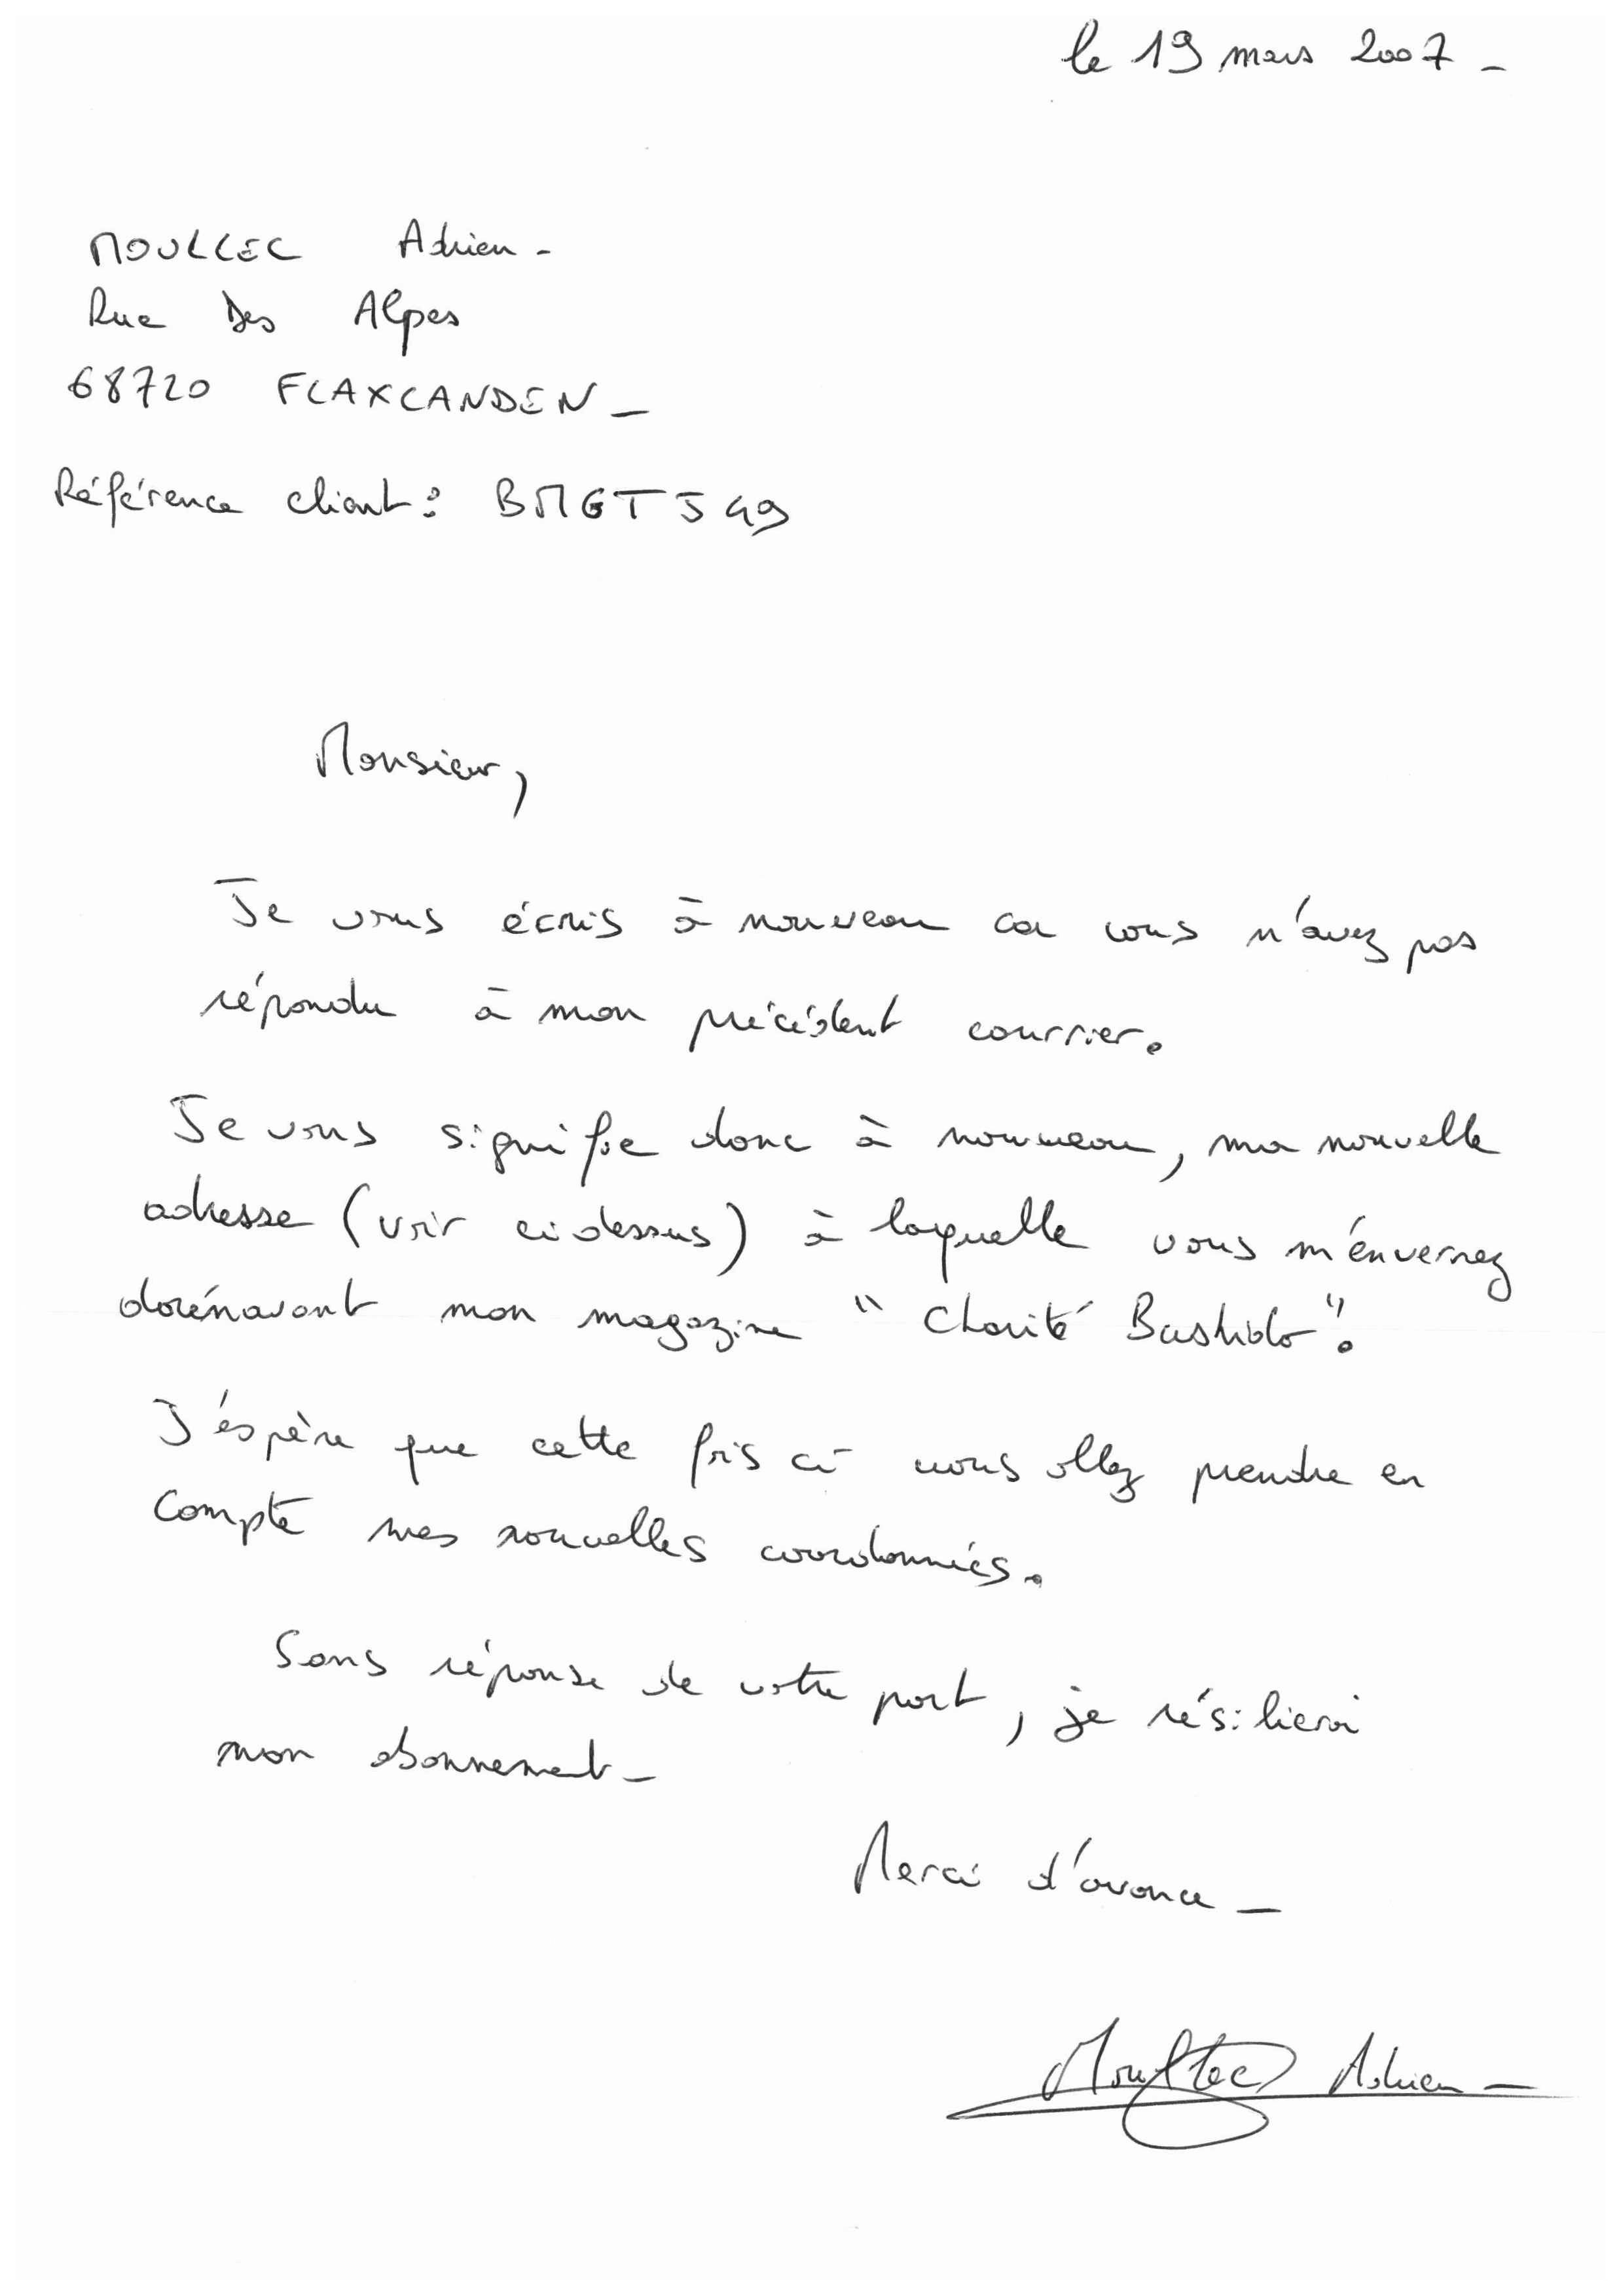 le 19 mars 2007 -
MOULLEC Adrien -
Rue Des Alpes
68720 FLAXLANDEN -
Référence client : BMGTJ49
Monsieur,
Je vous écris à nouveau car vous n'avez pas
répondu à mon précédent courrier.
Je vous signifie donc à nouveau, ma nouvelle
adresse (voir ci dessus) à laquelle vous m'énverrez
dorénavant mon magazine "Charité Bushido".
J'éspère que cette fois ci vous allez prendre en
compte mes nouvelles coordonnées.
Sans réponse de votre part, je résilierai
mon abonnement -
Merci d'avance -
Moullec Adrien -